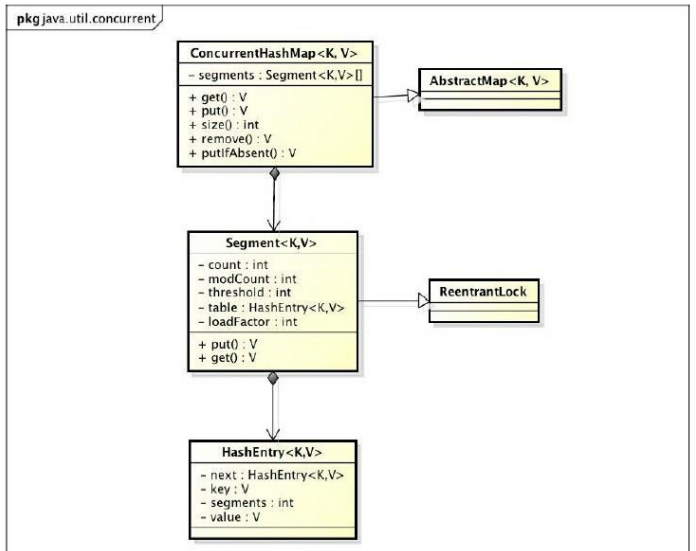 pkg java.util.concurrent
ConcurrentHashMap<K, V>
- segments : Segment<K,V>[]
+ get() : V
+ put() : V
+ size() : int
+ remove() : V
+ putIfAbsent() : V
AbstractMap<K, V>
Segment<K,V>
- count : int
- modCount : int
- threshold : int
- table : HashEntry<K,V>
- loadFactor : int
+ put() : V
+ get() : V
ReentrantLock
HashEntry<K,V>
- next : HashEntry<K,V>
- key : V
- segments : int
- value : V